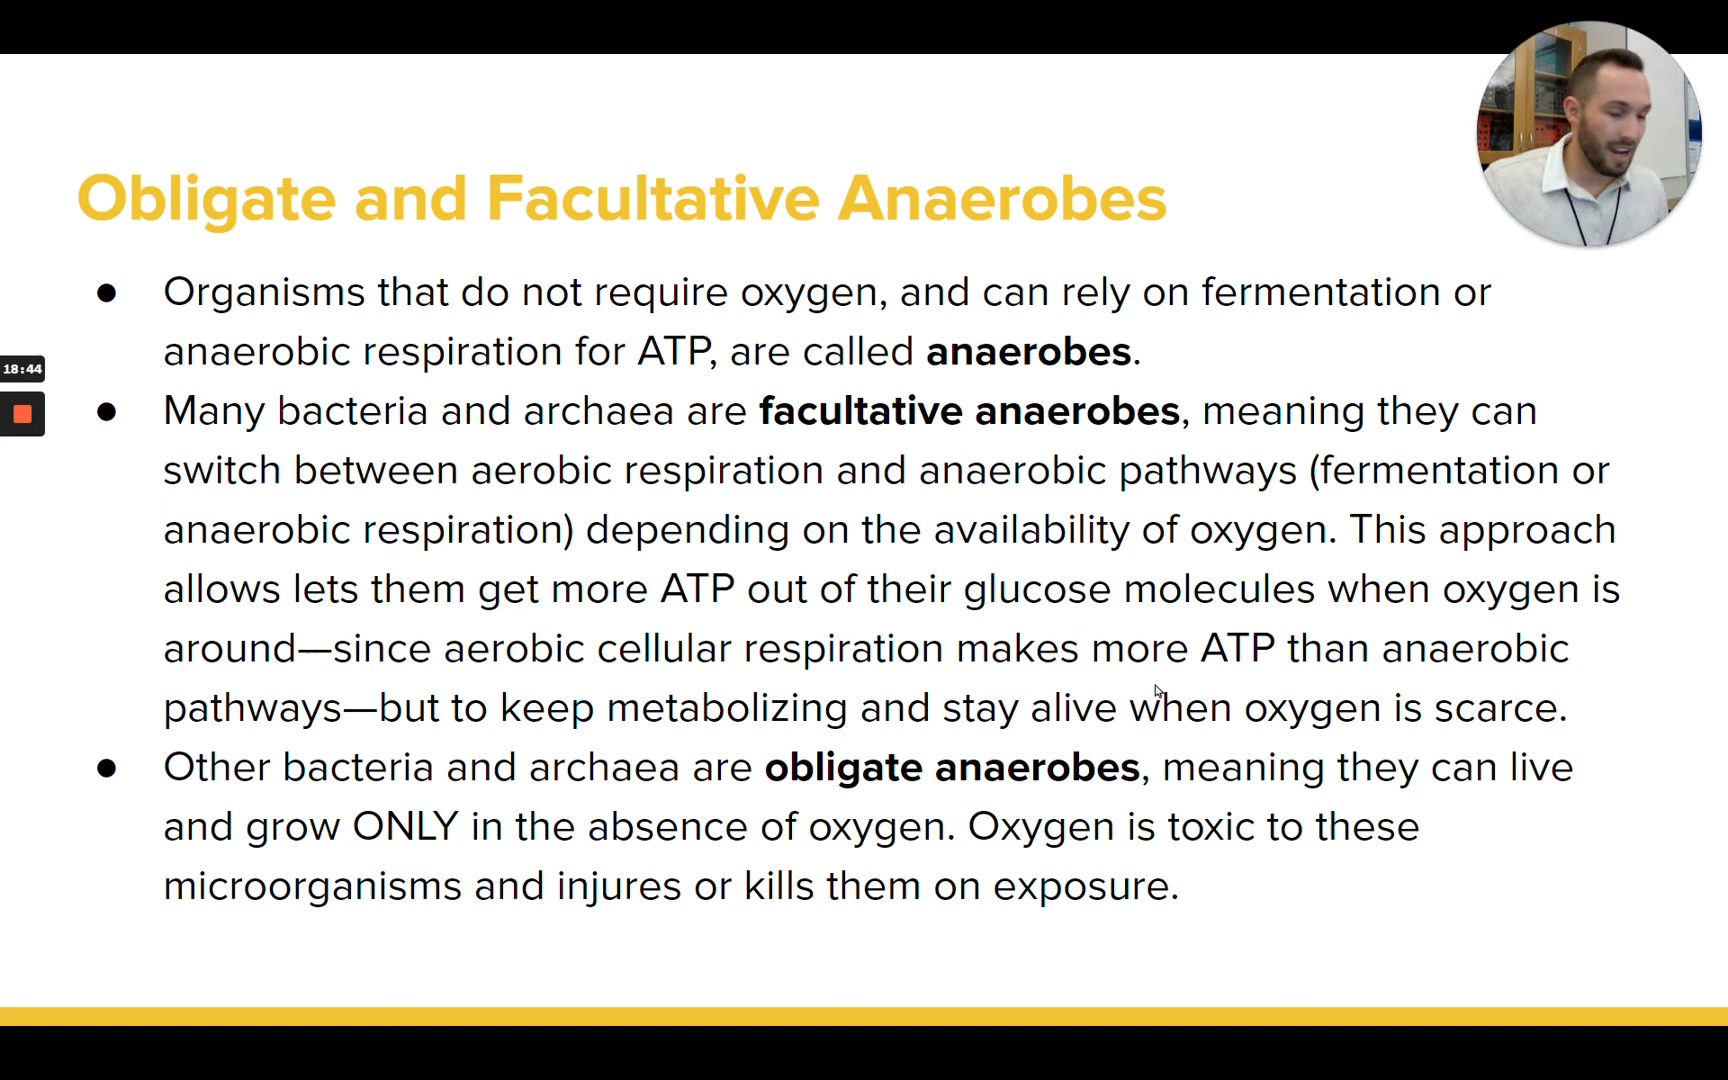 Obligate and Facultative Anaerobes
● Organisms that do not require oxygen, and can rely on fermentation or
anaerobic respiration for ATP, are called anaerobes.
18:44
● Many bacteria and archaea are facultative anaerobes, meaning they can
switch between aerobic respiration and anaerobic pathways (fermentation or
anaerobic respiration) depending on the availability of oxygen. This approach
allows lets them get more ATP out of their glucose molecules when oxygen is
around—since aerobic cellular respiration makes more ATP than anaerobic
pathways—but to keep metabolizing and stay alive when oxygen is scarce.
● Other bacteria and archaea are obligate anaerobes, meaning they can live
and grow ONLY in the absence of oxygen. Oxygen is toxic to these
microorganisms and injures or kills them on exposure.